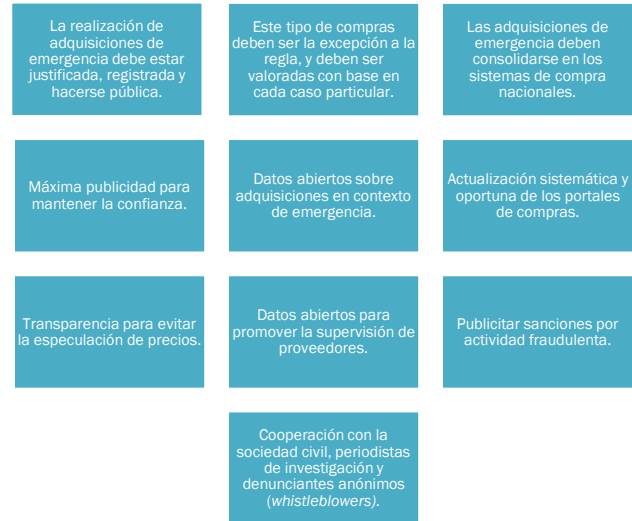 La realización de
adquisiciones de
emergencia debe estar
justificada, registrada y
hacerse pública.
Este tipo de compras
deben ser la excepción a la
regla, y deben ser
valoradas con base en
cada caso particular.
Las adquisiciones de
emergencia deben
consolidarse en los
sistemas de compra
nacionales.
Máxima publicidad para
mantener la confianza.
Datos abiertos sobre
adquisiciones en contexto
de emergencia.
Actualización sistemática y
oportuna de los portales
de compras.
Transparencia para evitar
la especulación de precios.
Datos abiertos para
promover la supervisión de
proveedores.
Publicitar sanciones por
actividad fraudulenta.
Cooperación con la
sociedad civil, periodistas
de investigación y
denunciantes anónimos
(whistleblowers).